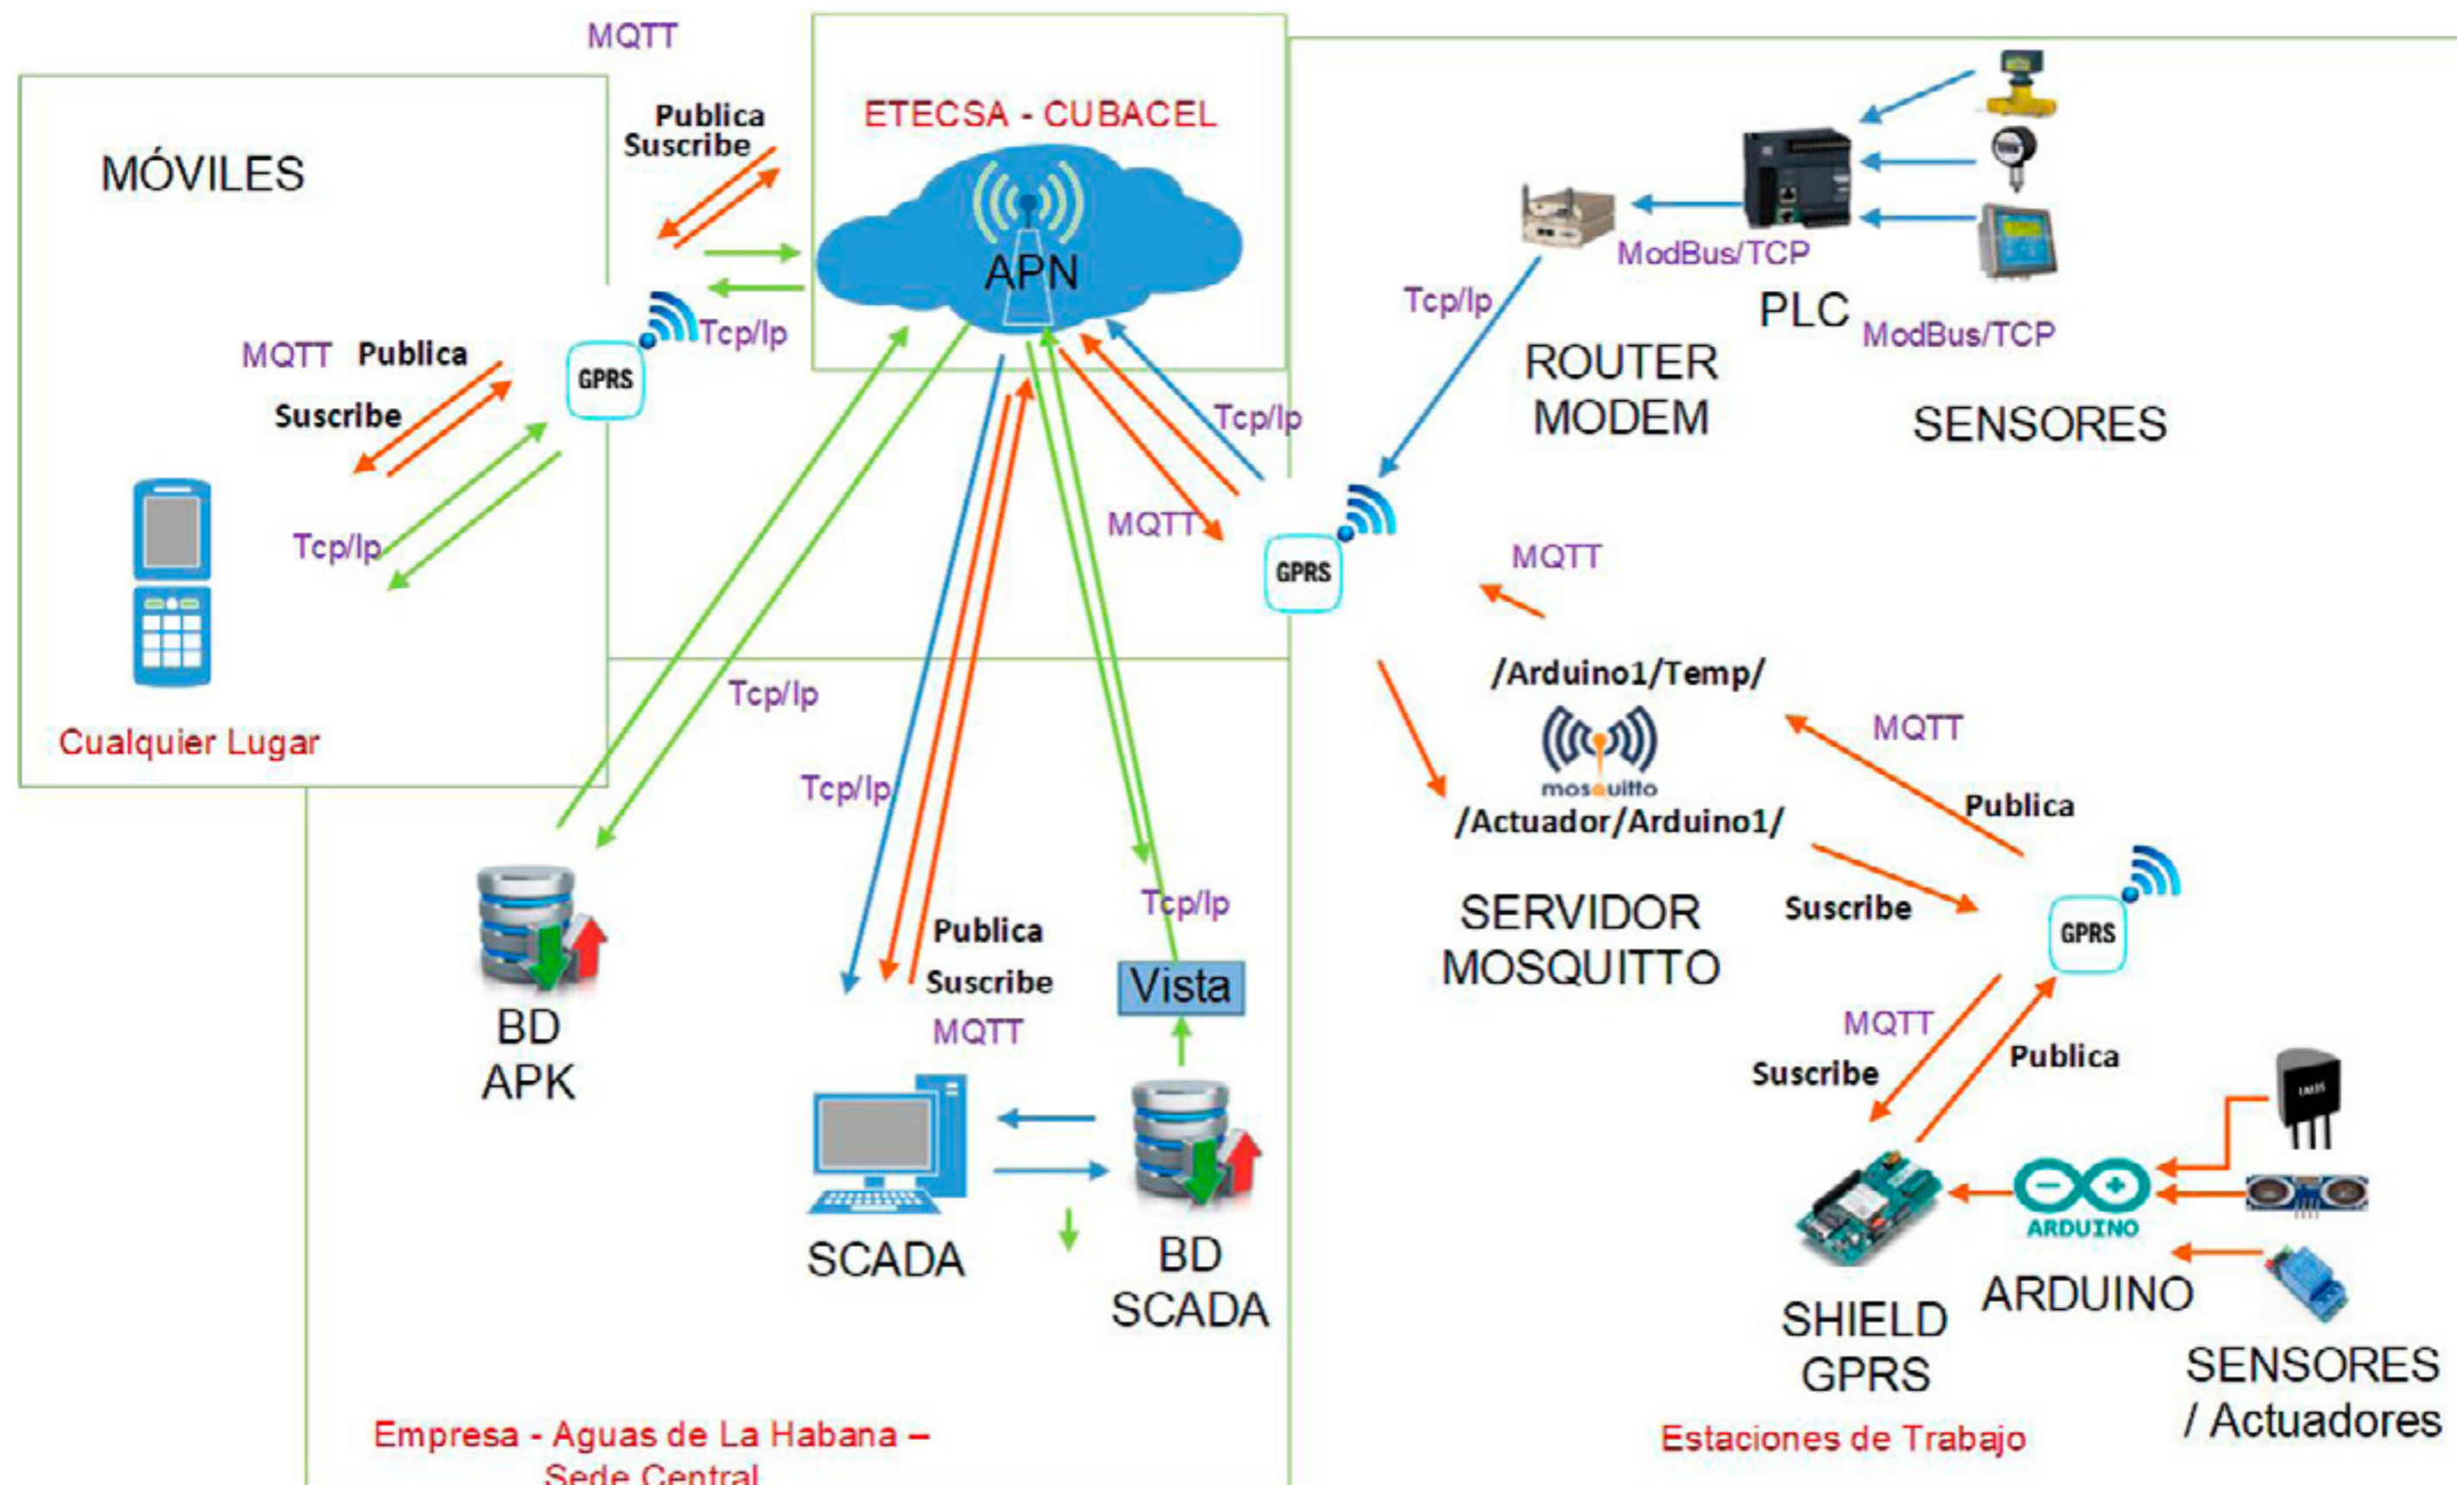 MQTT
Publica
Suscribe
ETECSA - CUBACEL
MÓVILES
APN
Tcp/Ip
MQTT Publica
Suscribe
GPRS
Tcp/Ip
Cualquier Lugar
ModBus/TCP
PLC
ModBus/TCP
Tcp/Ip
ROUTER
MODEM
SENSORES
Tcp/Ip
MQTT
GPRS
MQTT
/Arduino1/Temp/
mosquitto
/Actuador/Arduino1/
MQTT
Publica
Suscribe
SERVIDOR
MOSQUITTO
GPRS
MQTT
Suscribe
Publica
LM35
ARDUINO
ARDUINO
SHIELD
GPRS
SENSORES
/ Actuadores
Estaciones de Trabajo
Tcp/Ip
Tcp/Ip
Tcp/Ip
Publica
Suscribe
MQTT
Vista
BD
APK
SCADA
BD
SCADA
Empresa - Aguas de La Habana –
Sede Central